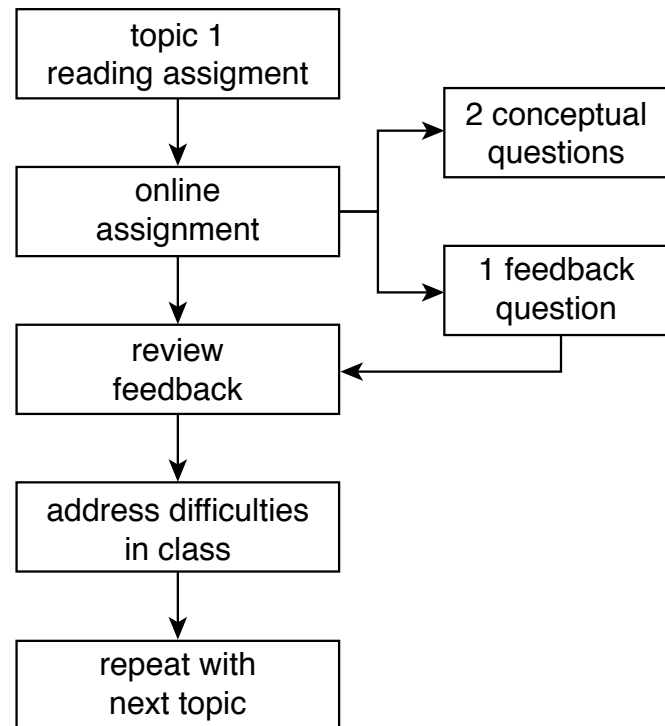 topic 1
reading assigment
2 conceptual
questions
online
assignment
1 feedback
question
review
feedback
address difficulties
in class
repeat with
next topic